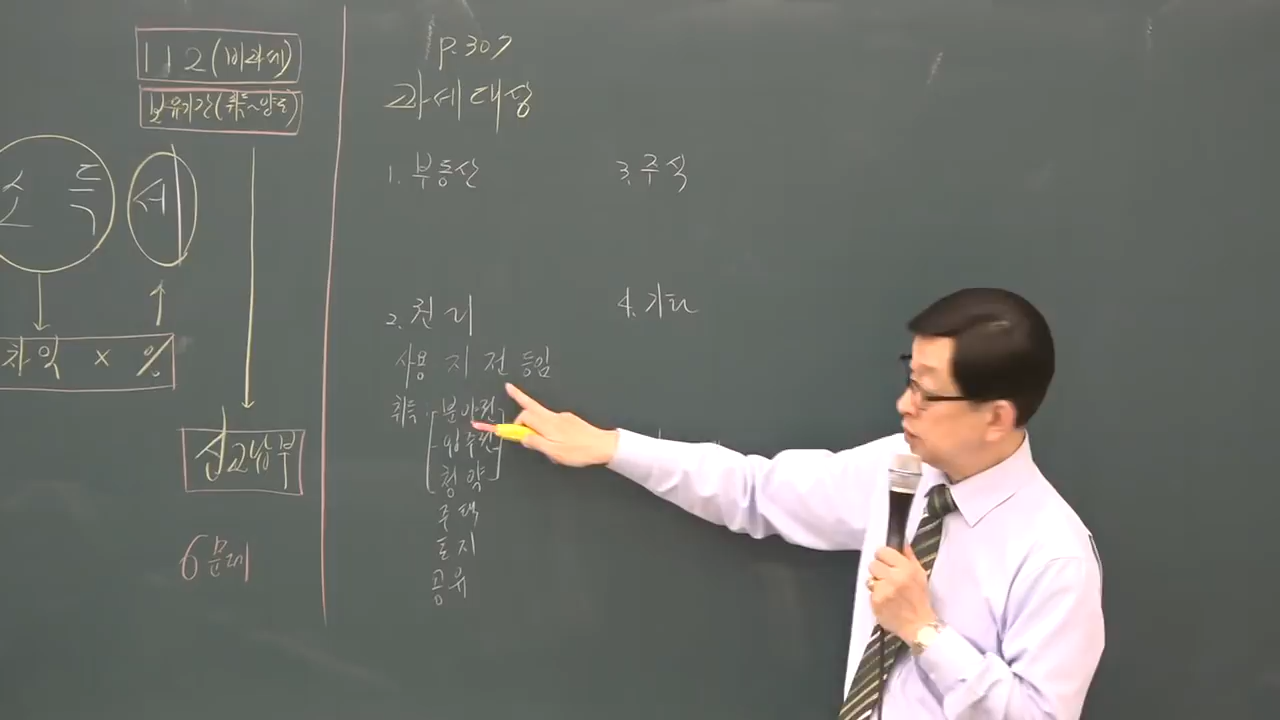 112(비과세)
보유기간(취득~양도)
소득 세
차익 × %
신고납부
6문제
p.307
과세대상
1. 부동산
2. 권리
사용 지 전 등임
취득. 분양권
입주권
청약
주택
토지
공유
3. 주식
4. 기타